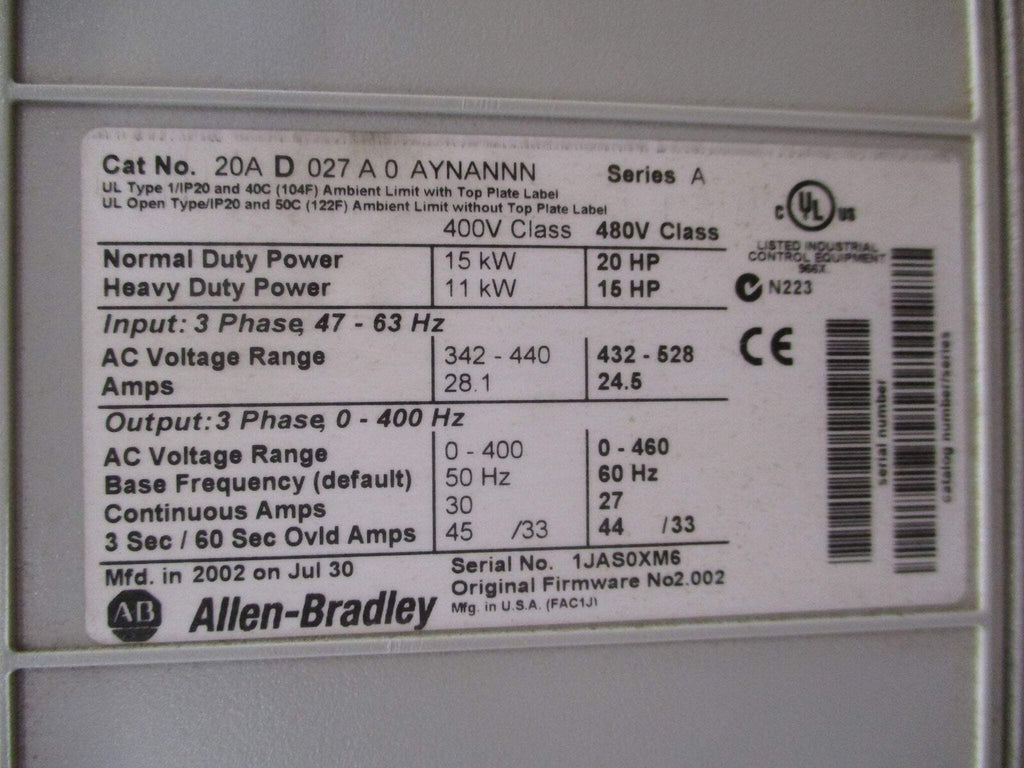 Cat No. 20A D 027 A 0 AYNANNN Series A
UL Type 1/IP20 and 40C (104F) Ambient Limit with Top Plate Label
UL Open Type/IP20 and 50C (122F) Ambient Limit without Top Plate Label
400V Class 480V Class
Normal Duty Power 15 kW 20 HP
Heavy Duty Power 11 kW 15 HP
Input: 3 Phase, 47 - 63 Hz
AC Voltage Range 342 - 440 432 - 528
Amps 28.1 24.5
Output: 3 Phase, 0 - 400 Hz
AC Voltage Range 0 - 400 0 - 460
Base Frequency (default) 50 Hz 60 Hz
Continuous Amps 30 27
3 Sec / 60 Sec Ovld Amps 45 /33 44 /33
Mfd. in 2002 on Jul 30
Serial No. 1JAS0XM6
Original Firmware No2.002
Mfg. in U.S.A. (FAC1J)
AB Allen-Bradley
C UL US
LISTED INDUSTRIAL
CONTROL EQUIPMENT
966X
N223
CE
serial number
catalog number/series